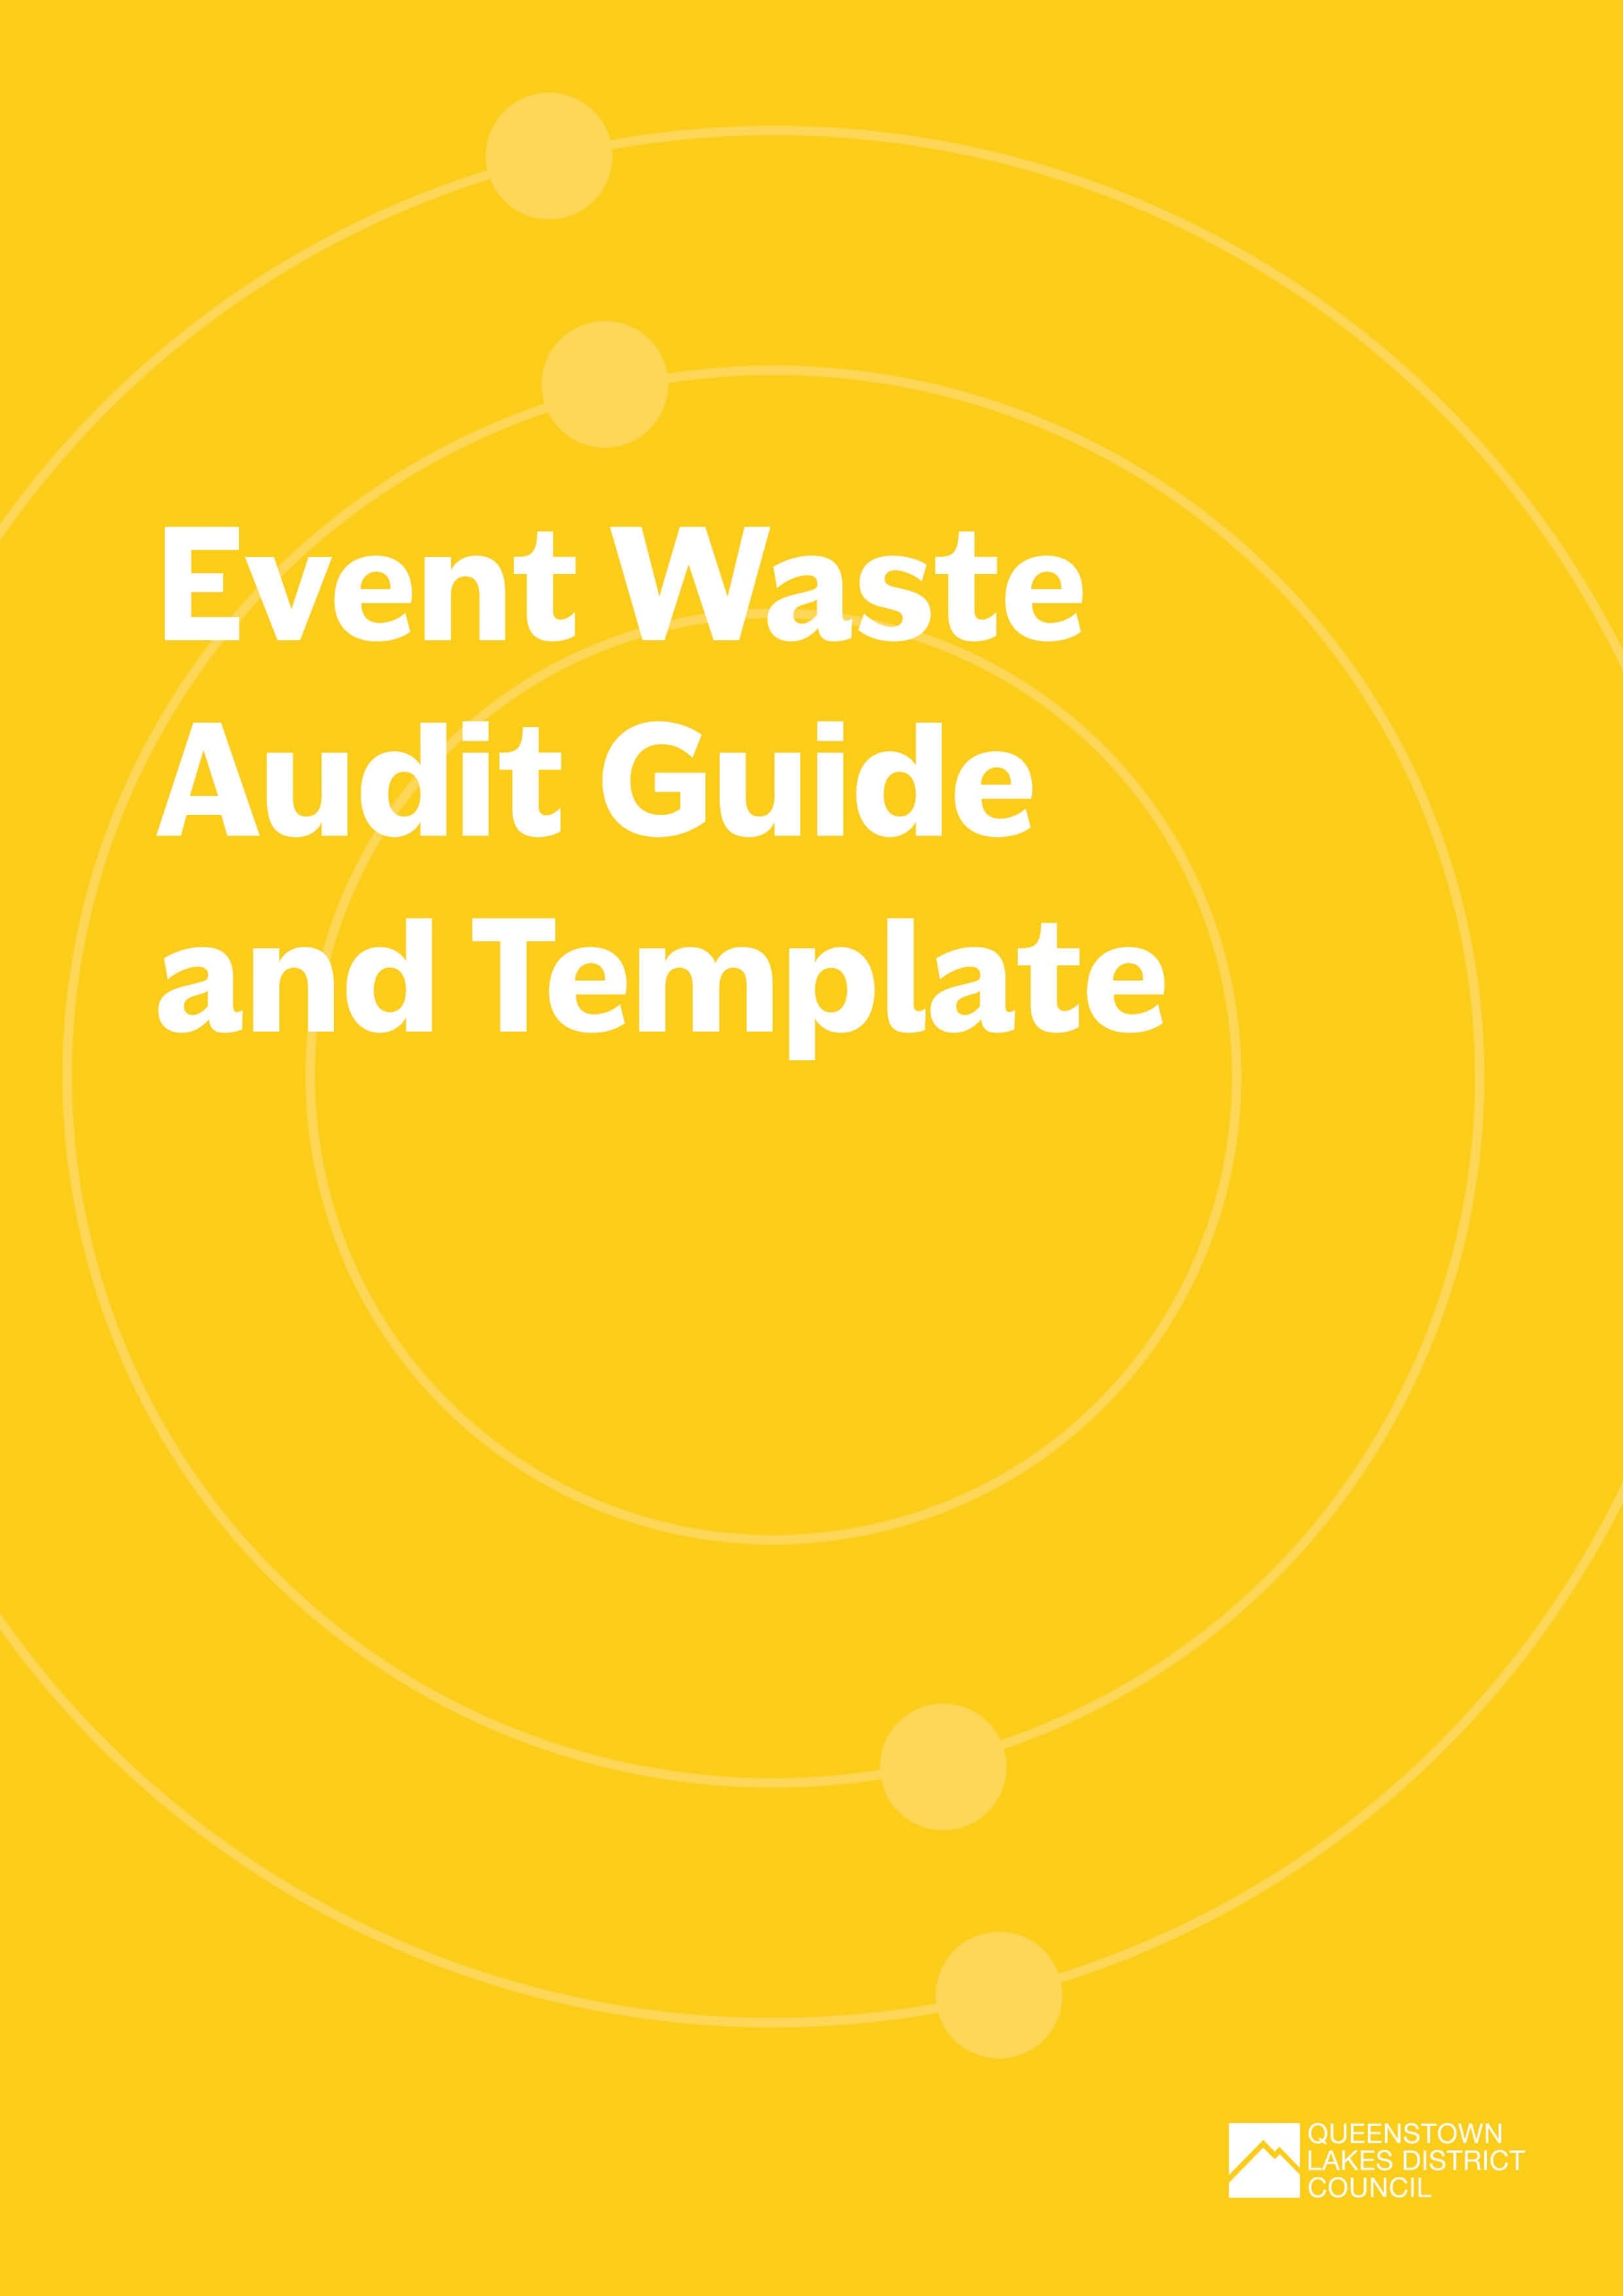 Event Waste
Audit Guide
and Template
QUEENSTOWN
LAKES DISTRICT
COUNCIL